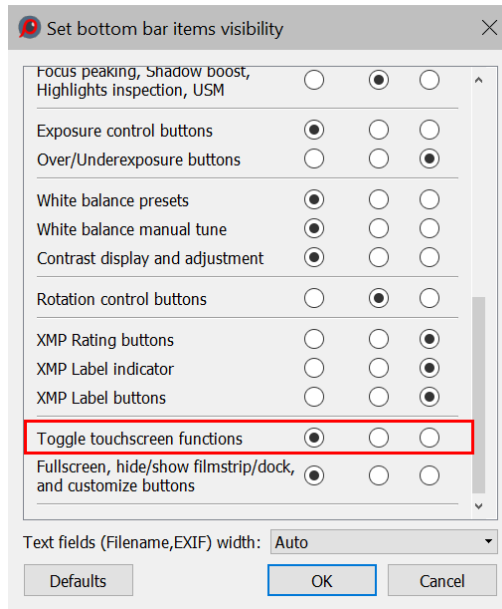 Set bottom bar items visibility
Focus peaking, Shadow boost,
Highlights inspection, USM
Exposure control buttons
Over/Underexposure buttons
White balance presets
White balance manual tune
Contrast display and adjustment
Rotation control buttons
XMP Rating buttons
XMP Label indicator
XMP Label buttons
Toggle touchscreen functions
Fullscreen, hide/show filmstrip/dock,
and customize buttons
Text fields (Filename,EXIF) width: Auto
Defaults OK Cancel